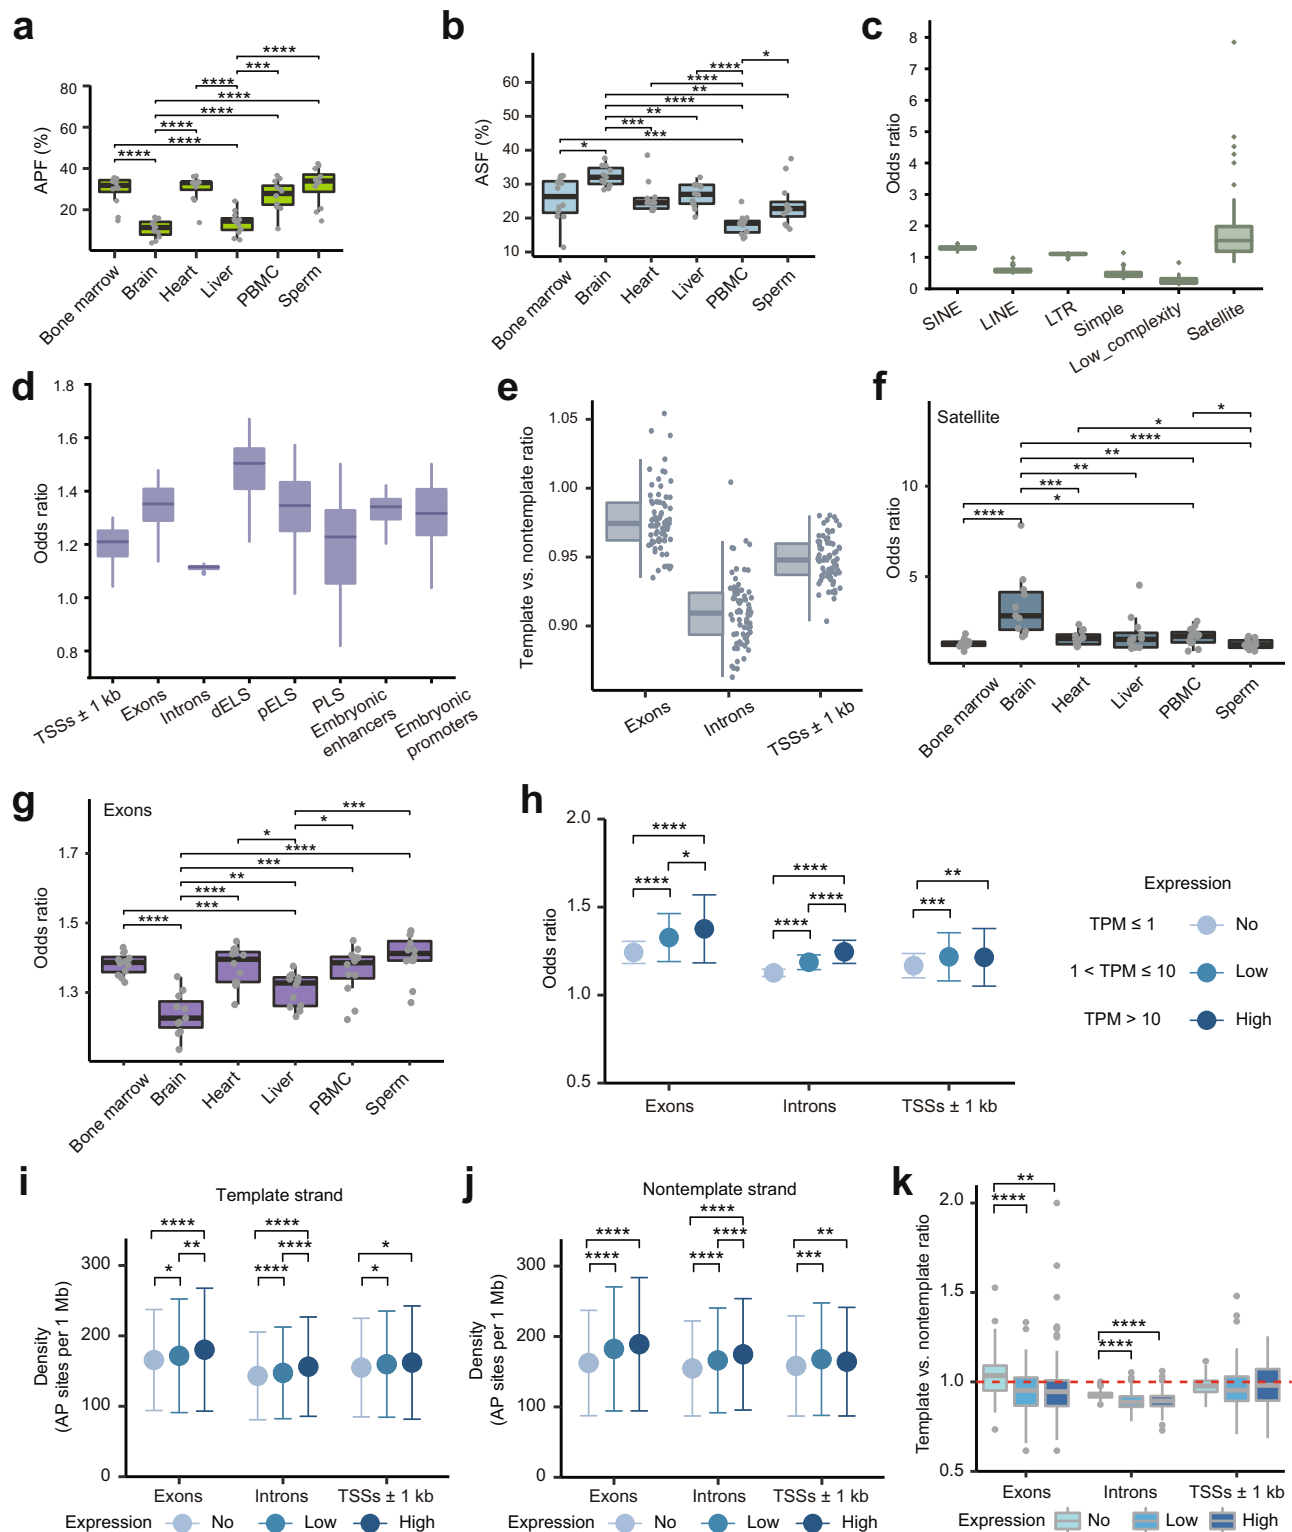 a
APF (%)
80
60
40
20
****
***
****
****
****
****
****
****
Bone marrow
Brain
Heart
Liver
PBMC
Sperm
b
ASF (%)
60
50
40
30
20
10
*
****
****
**
****
**
***
***
*
Bone marrow
Brain
Heart
Liver
PBMC
Sperm
c
Odds ratio
8
7
6
5
4
3
2
1
0
SINE
LINE
LTR
Simple
Low_complexity
Satellite
d
Odds ratio
1.8
1.6
1.4
1.2
1.0
0.8
TSSs ± 1 kb
Exons
Introns
dELS
pELS
PLS
Embryonic
enhancers
Embryonic
promoters
e
Template vs. nontemplate ratio
1.05
1.00
0.95
0.90
Exons
Introns
TSSs ± 1 kb
f
Satellite
Odds ratio
10
5
*
*
****
**
**
***
*
****
Bone marrow
Brain
Heart
Liver
PBMC
Sperm
g
Exons
Odds ratio
1.7
1.5
1.3
***
*
*
****
***
**
****
***
****
Bone marrow
Brain
Heart
Liver
PBMC
Sperm
h
Odds ratio
2.0
1.5
1.0
0.5
****
*
****
****
****
****
**
***
Exons
Introns
TSSs ± 1 kb
Expression
TPM ≤ 1 No
1 < TPM ≤ 10 Low
TPM > 10 High
i
Template strand
Density
(AP sites per 1 Mb)
300
200
100
0
****
**
*
****
****
****
*
*
Exons
Introns
TSSs ± 1 kb
Expression No Low High
j
Nontemplate strand
Density
(AP sites per 1 Mb)
300
200
100
0
****
****
****
****
****
**
***
Exons
Introns
TSSs ± 1 kb
Expression No Low High
k
Template vs. nontemplate ratio
2.0
1.5
1.0
0.5
**
****
****
****
Exons
Introns
TSSs ± 1 kb
Expression No Low High